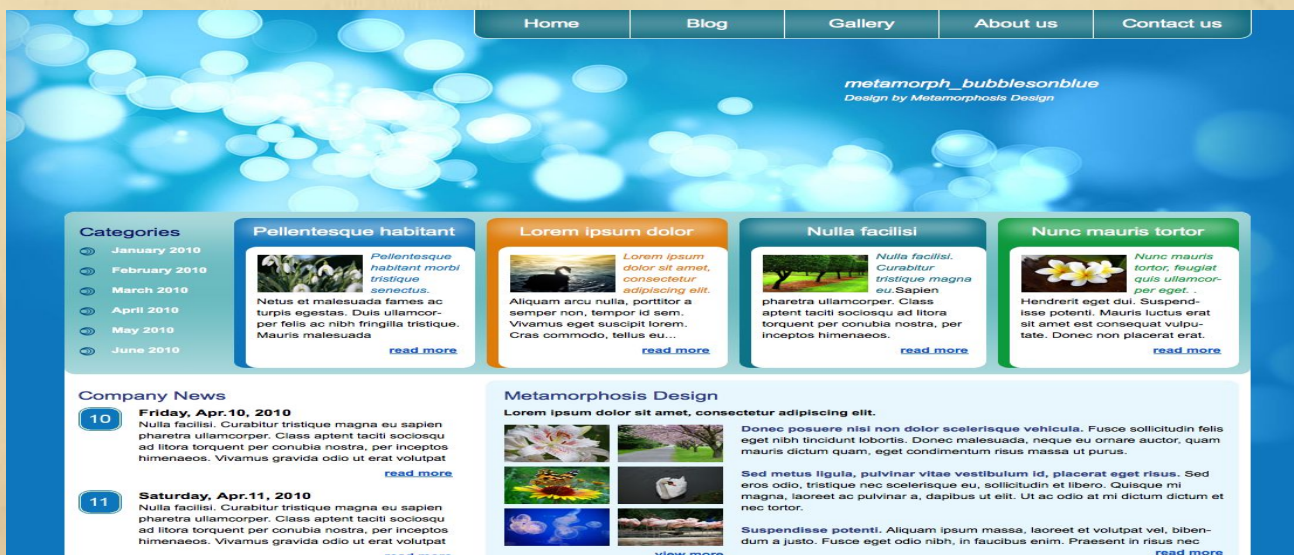 Home
Blog
Gallery
About us
Contact us
metamorph_bubblesonblue
Design by Metamorphosis Design
Categories
January 2010
February 2010
March 2010
April 2010
May 2010
June 2010
Pellentesque habitant
Pellentesque
habitant morbi
tristique
senectus.
Netus et malesuada fames ac
turpis egestas. Duis ullamcor-
per felis ac nibh fringilla tristique.
Mauris malesuada
read more
Lorem ipsum dolor
Lorem ipsum
dolor sit amet,
consectetur
adipiscing elit.
Aliquam arcu nulla, porttitor a
semper non, tempor id sem.
Vivamus eget suscipit lorem.
Cras commodo, tellus eu...
read more
Nulla facilisi
Nulla facilisi.
Curabitur
tristique magna
eu.Sapien
pharetra ullamcorper. Class
aptent taciti sociosqu ad litora
torquent per conubia nostra, per
inceptos himenaeos.
read more
Nunc mauris tortor
Nunc mauris
tortor, feugiat
quis ullamcor-
per eget. .
Hendrerit eget dui. Suspend-
isse potenti. Mauris luctus erat
sit amet est consequat vulpu-
tate. Donec non placerat erat.
read more
Company News
10
Friday, Apr.10, 2010
Nulla facilisi. Curabitur tristique magna eu sapien
pharetra ullamcorper. Class aptent taciti sociosqu
ad litora torquent per conubia nostra, per inceptos
himenaeos. Vivamus gravida odio ut erat volutpat
read more
11
Saturday, Apr.11, 2010
Nulla facilisi. Curabitur tristique magna eu sapien
pharetra ullamcorper. Class aptent taciti sociosqu
ad litora torquent per conubia nostra, per inceptos
himenaeos. Vivamus gravida odio ut erat volutpat
read more
Metamorphosis Design
Lorem ipsum dolor sit amet, consectetur adipiscing elit.
Donec posuere nisi non dolor scelerisque vehicula. Fusce sollicitudin felis
eget nibh tincidunt lobortis. Donec malesuada, neque eu ornare auctor, quam
mauris dictum quam, eget condimentum risus massa ut purus.
Sed metus ligula, pulvinar vitae vestibulum id, placerat eget risus. Sed
eros odio, tristique nec scelerisque eu, sollicitudin et libero. Quisque mi
magna, laoreet ac pulvinar a, dapibus ut elit. Ut ac odio at mi dictum dictum et
nec tortor.
Suspendisse potenti. Aliquam ipsum massa, laoreet et volutpat vel, biben-
dum a justo. Fusce eget odio nibh, in faucibus enim. Praesent in risus nec
view more
read more